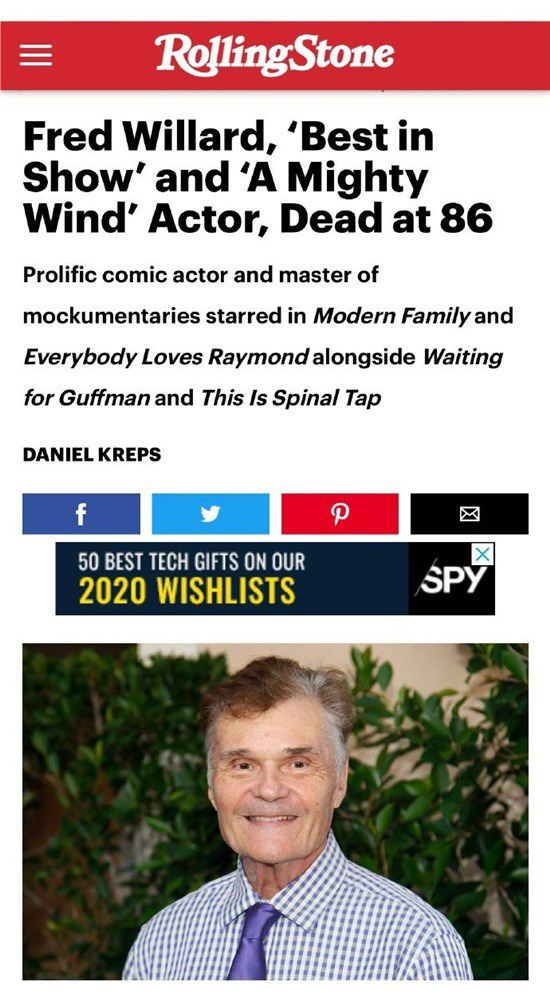 RollingStone
Fred Willard, ‘Best in
Show’ and ‘A Mighty
Wind’ Actor, Dead at 86
Prolific comic actor and master of
mockumentaries starred in Modern Family and
Everybody Loves Raymond alongside Waiting
for Guffman and This Is Spinal Tap
DANIEL KREPS
50 BEST TECH GIFTS ON OUR
2020 WISHLISTS
SPY